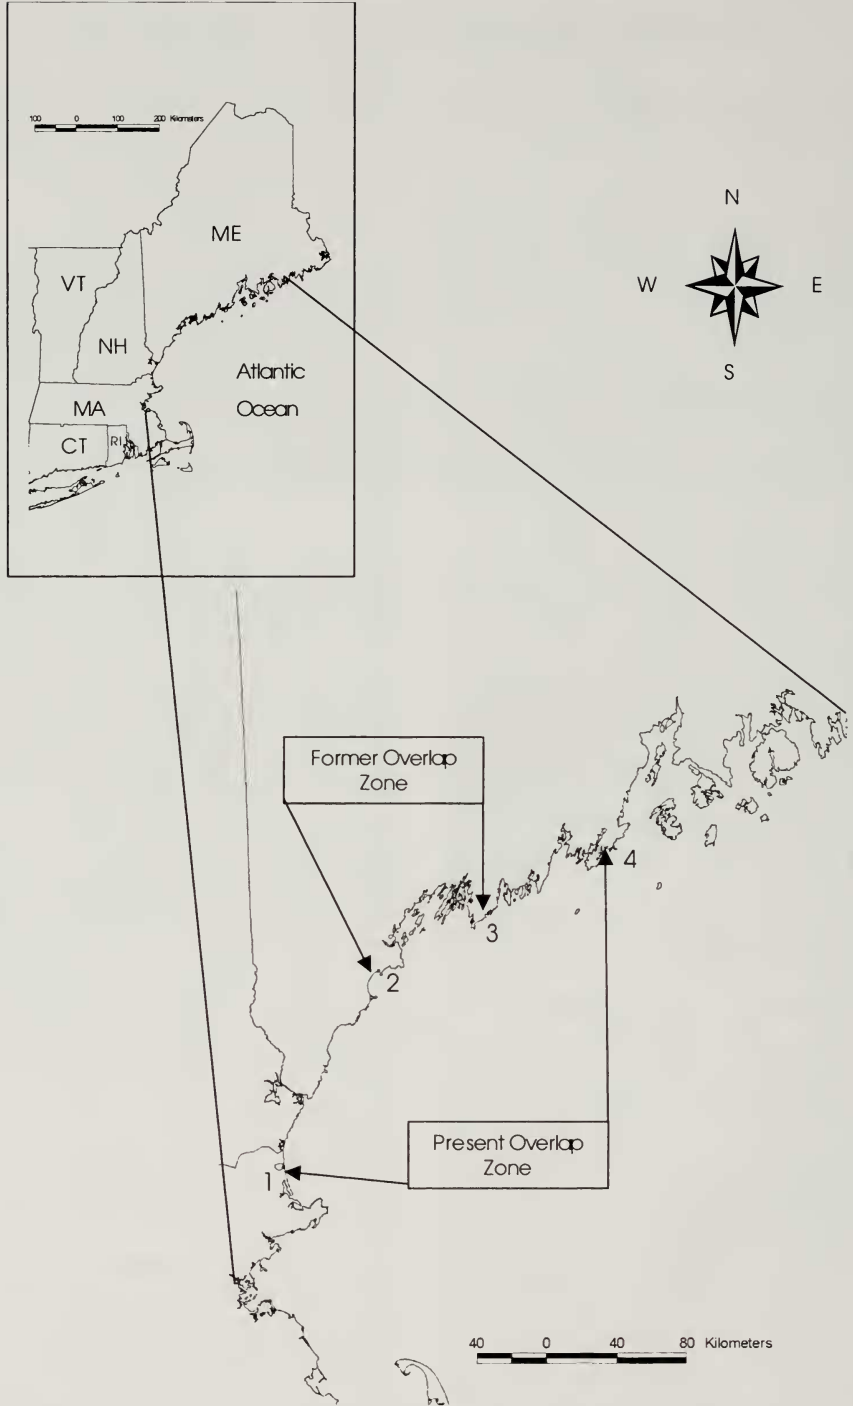 100 0 100 200 Kilometers
ME
VT
NH
MA
CT RI
Atlantic
Ocean
N
W E
S
Former Overlap
Zone
4
3
2
Present Overlap
Zone
1
40 0 40 80 Kilometers